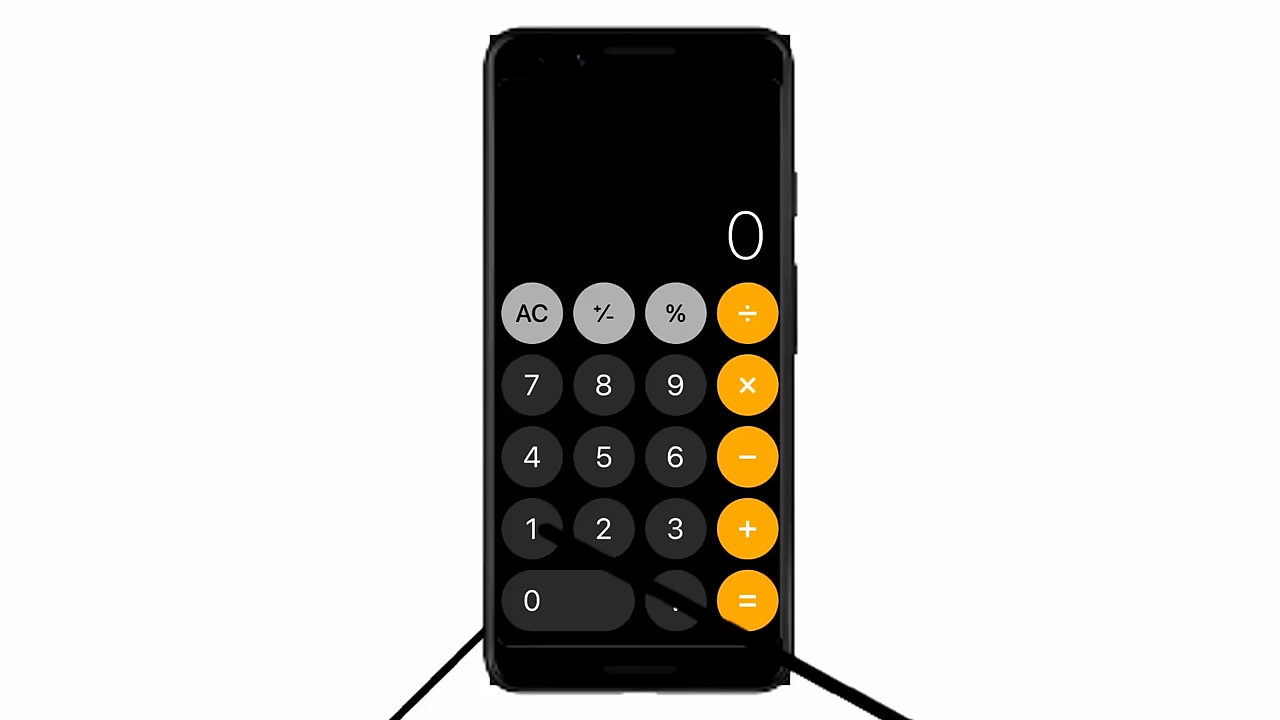 0
AC +/- % ÷
7 8 9 ×
4 5 6 −
1 2 3 +
0 . =